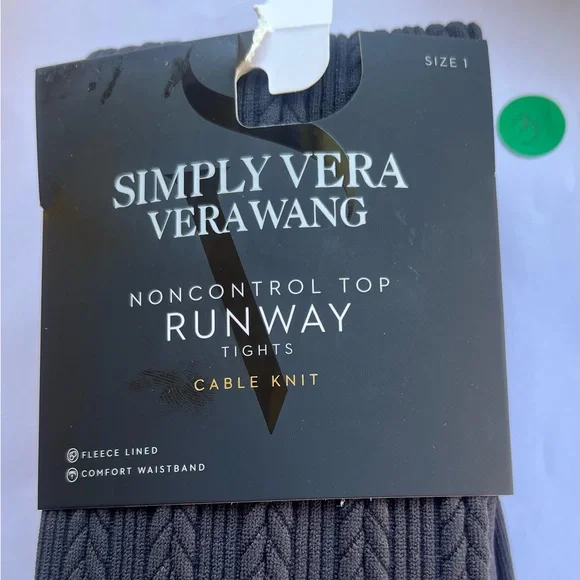 SIZE 1
SIMPLY VERA
VERA WANG
NONCONTROL TOP
RUNWAY
TIGHTS
CABLE KNIT
FLEECE LINED
COMFORT WAISTBAND